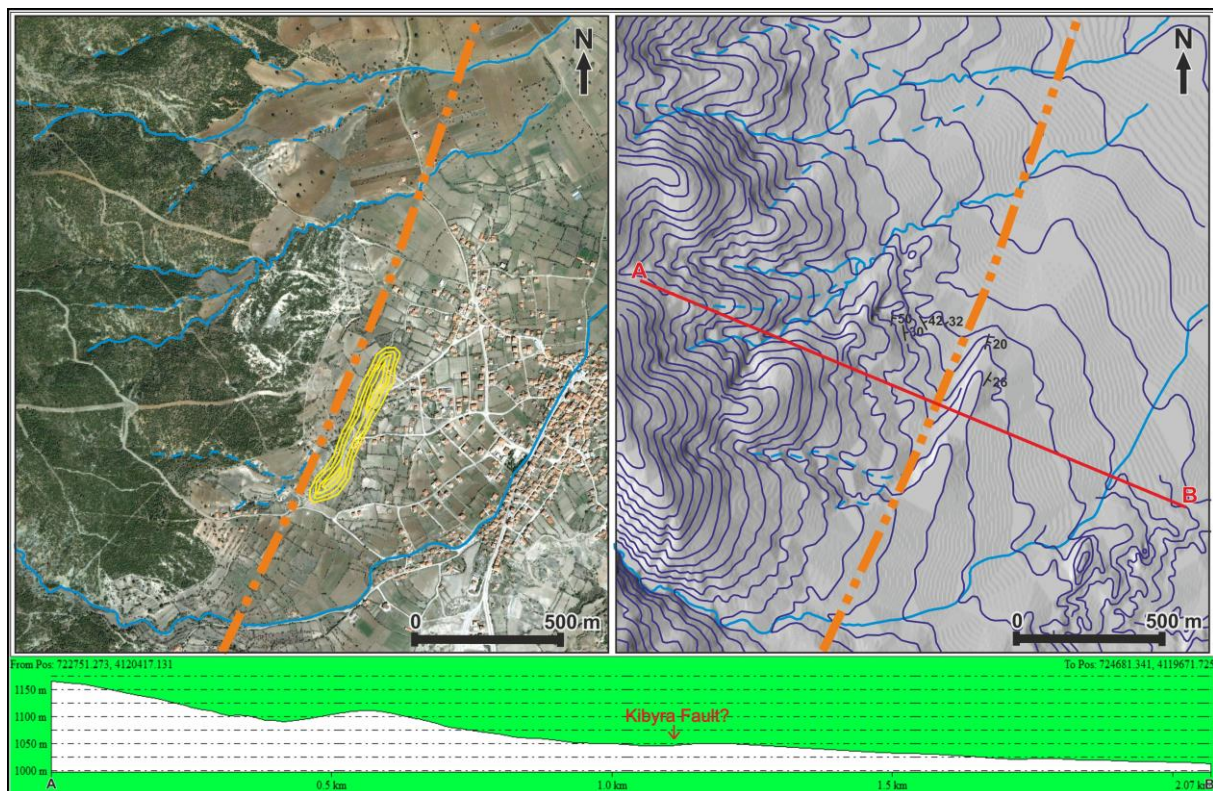 N
0 500 m
N
A
50
30
42
32
20
26
B
0 500 m
From Pos: 722751.273, 4120417.131 To Pos: 724681.341, 4119671.725
1150 m
1100 m
Kibyra Fault?
1050 m
1000 m
A 0.5 km 1.0 km 1.5 km 2.07 km B